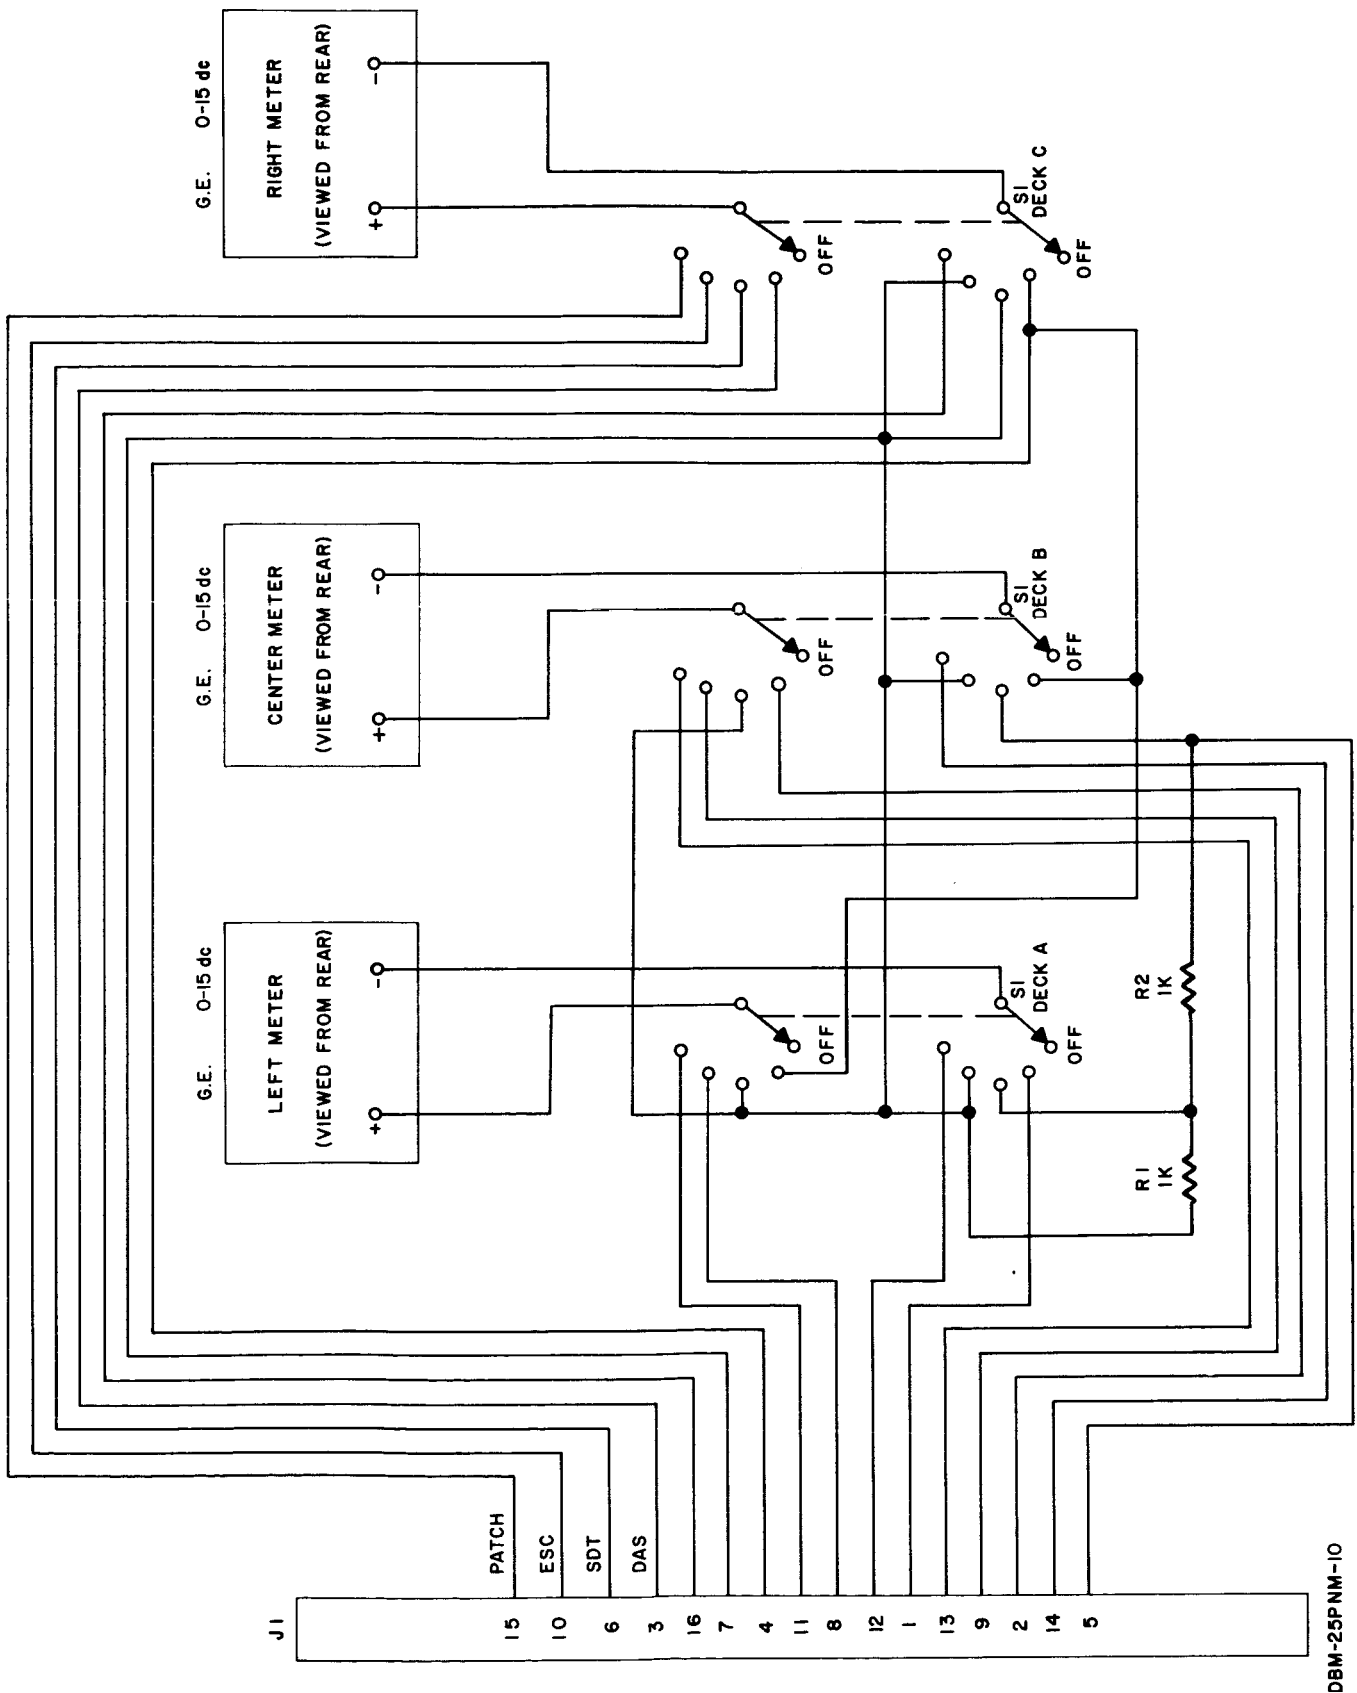 G.E. 0-15 dc
LEFT METER
(VIEWED FROM REAR)
+
-
G.E. 0-15 dc
CENTER METER
(VIEWED FROM REAR)
+
-
G.E. 0-15 dc
RIGHT METER
(VIEWED FROM REAR)
+
-
OFF
OFF
OFF
S1
DECK A
OFF
S1
DECK B
OFF
S1
DECK C
OFF
R1
1K
R2
1K
J1
PATCH
15
ESC
10
SDT
6
DAS
3
16
7
4
11
8
12
1
13
9
2
14
5
DBM-25PNM-10